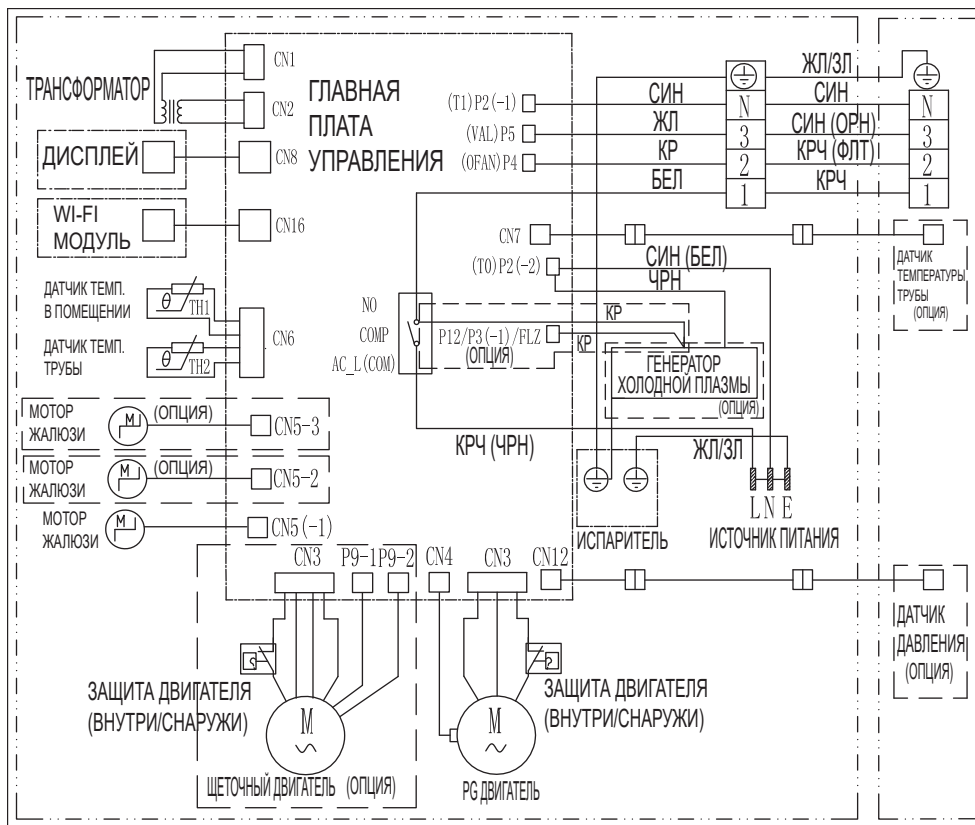 ТРАНСФОРМАТОР
CN1
CN2
ГЛАВНАЯ
ПЛАТА
УПРАВЛЕНИЯ
ДИСПЛЕЙ
CN8
WI-FI
МОДУЛЬ
CN16
ДАТЧИК ТЕМП.
В ПОМЕЩЕНИИ
θ
TH1
ДАТЧИК ТЕМП.
ТРУБЫ
θ
TH2
CN6
МОТОР
ЖАЛЮЗИ
M
(ОПЦИЯ)
CN5-3
МОТОР
ЖАЛЮЗИ
M
(ОПЦИЯ)
CN5-2
МОТОР
ЖАЛЮЗИ
M
CN5(-1)
(T1)P2(-1)
(VAL)P5
(OFAN)P4
СИН
ЖЛ
КР
БЕЛ
N
3
2
1
ЖЛ/ЗЛ
СИН
СИН (ОРН)
КРЧ (ФЛТ)
КРЧ
N
3
2
1
CN7
(T0)P2(-2)
СИН (БЕЛ)
ЧРН
ДАТЧИК
ТЕМПЕРАТУРЫ
ТРУБЫ
(ОПЦИЯ)
NO
COMP
AC_L(COM)
КР
P12/P3(-1)/FLZ
(ОПЦИЯ)
КР
ГЕНЕРАТОР
ХОЛОДНОЙ ПЛАЗМЫ
(ОПЦИЯ)
КРЧ (ЧРН)
ЖЛ/ЗЛ
ИСПАРИТЕЛЬ
L N E
ИСТОЧНИК ПИТАНИЯ
CN3
P9-1
P9-2
CN4
CN3
CN12
ЗАЩИТА ДВИГАТЕЛЯ
(ВНУТРИ/СНАРУЖИ)
M
ЩЕТОЧНЫЙ ДВИГАТЕЛЬ (ОПЦИЯ)
M
PG ДВИГАТЕЛЬ
ЗАЩИТА ДВИГАТЕЛЯ
(ВНУТРИ/СНАРУЖИ)
ДАТЧИК
ДАВЛЕНИЯ
(ОПЦИЯ)